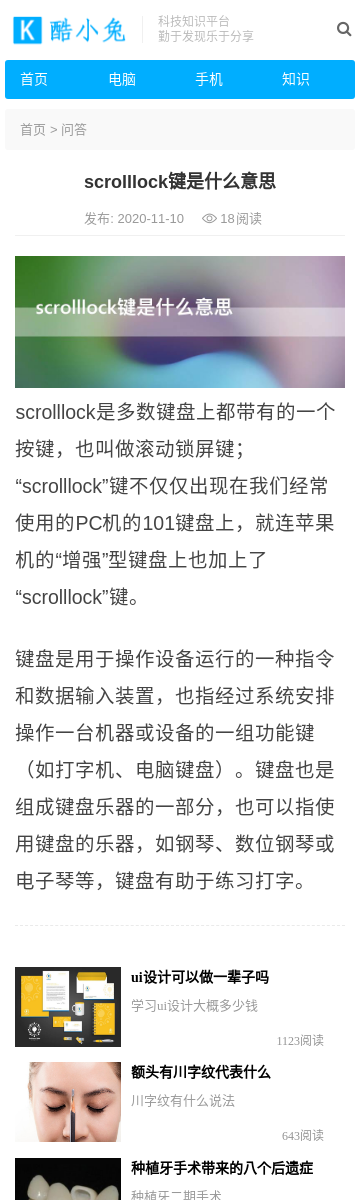 K 酷小兔
科技知识平台
勤于发现乐于分享
首页 电脑 手机 知识
首页 > 问答
scrolllock键是什么意思
发布: 2020-11-10 18阅读
scrolllock键是什么意思
scrolllock是多数键盘上都带有的一个
按键，也叫做滚动锁屏键；
“scrolllock”键不仅仅出现在我们经常
使用的PC机的101键盘上，就连苹果
机的“增强”型键盘上也加上了
“scrolllock”键。
键盘是用于操作设备运行的一种指令
和数据输入装置，也指经过系统安排
操作一台机器或设备的一组功能键
（如打字机、电脑键盘）。键盘也是
组成键盘乐器的一部分，也可以指使
用键盘的乐器，如钢琴、数位钢琴或
电子琴等，键盘有助于练习打字。
ui设计可以做一辈子吗
学习ui设计大概多少钱
1123阅读
额头有川字纹代表什么
川字纹有什么说法
643阅读
种植牙手术带来的八个后遗症
种植牙二期手术